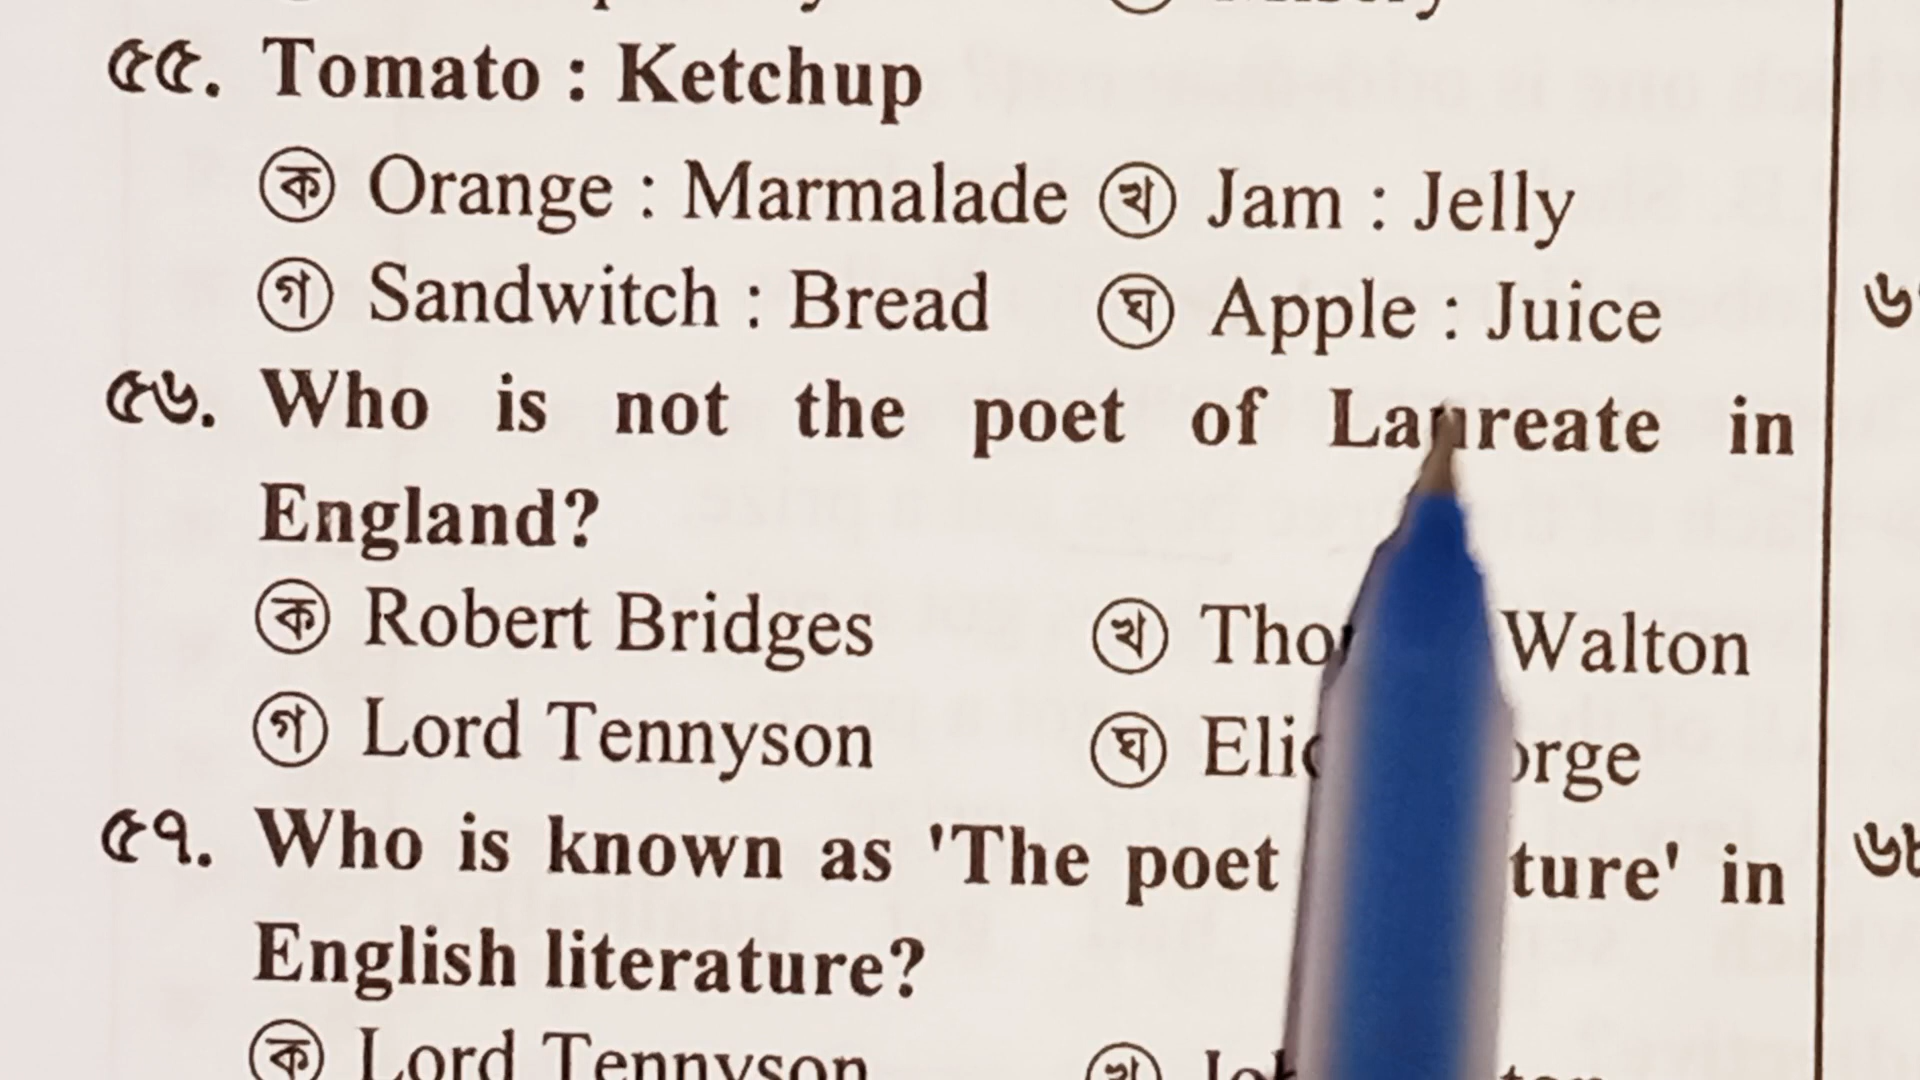 ৫৫. Tomato : Ketchup
ক Orange : Marmalade খ Jam : Jelly
গ Sandwitch : Bread ঘ Apple : Juice
৫৬. Who is not the poet of Laureate in
England?
ক Robert Bridges খ Walton
গ Lord Tennyson ঘ
৫৭. Who is known as 'The poet in
English literature?
ক Lord Tennyson খ